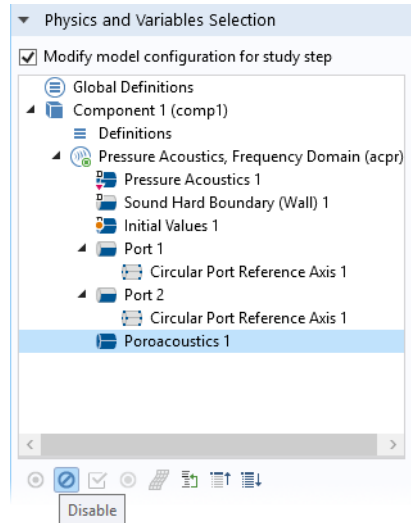 Physics and Variables Selection
Modify model configuration for study step
Global Definitions
Component 1 (comp1)
Definitions
Pressure Acoustics, Frequency Domain (acpr)
Pressure Acoustics 1
Sound Hard Boundary (Wall) 1
Initial Values 1
Port 1
Circular Port Reference Axis 1
Port 2
Circular Port Reference Axis 1
Poroacoustics 1
Disable